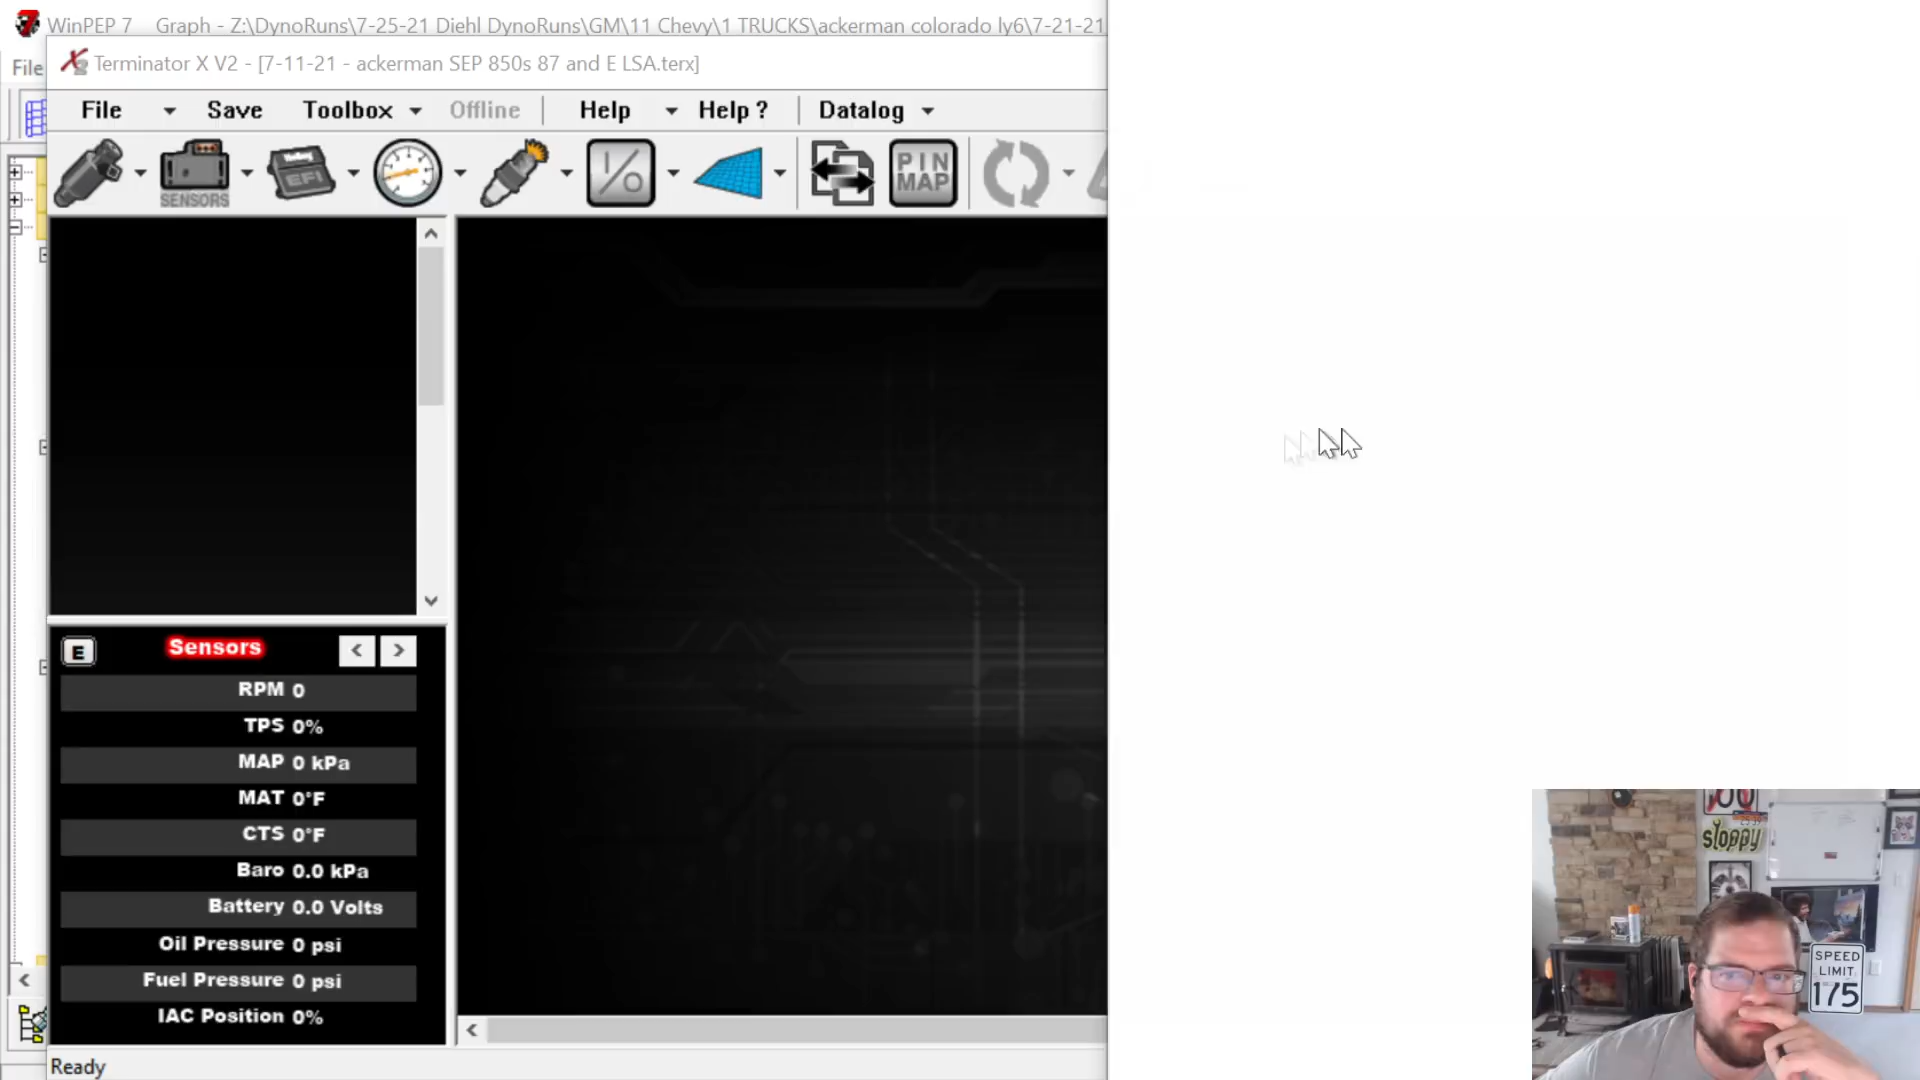 WinPEP 7 Graph - Z:\DynoRuns\7-25-21 Diehl DynoRuns\GM\11 Chevy\1 TRUCKS\ackerman colorado ly6\7-21-21
File
Terminator X V2 - [7-11-21 - ackerman SEP 850s 87 and E LSA.terx]
File Save Toolbox Offline Help Help ? Datalog
SENSORS
Holley
EFI
I/O
PIN
MAP
E Sensors < >
RPM 0
TPS 0%
MAP 0 kPa
MAT 0°F
CTS 0°F
Baro 0.0 kPa
Battery 0.0 Volts
Oil Pressure 0 psi
Fuel Pressure 0 psi
IAC Position 0%
Ready
sloppy
SPEED
LIMIT
175